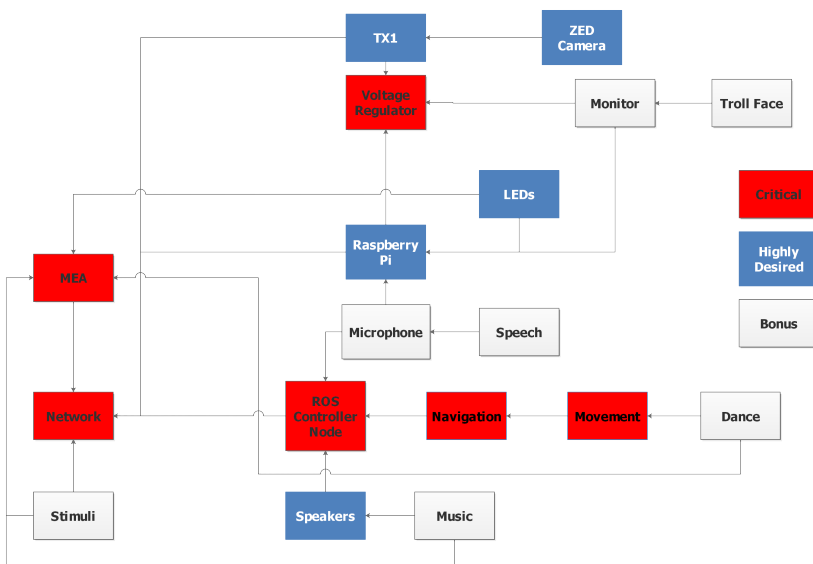 TX1
ZED
Camera
Voltage
Regulator
Monitor
Troll Face
LEDs
Critical
Raspberry
Pi
Highly
Desired
MEA
Microphone
Speech
Bonus
Network
ROS
Controller
Node
Navigation
Movement
Dance
Stimuli
Speakers
Music